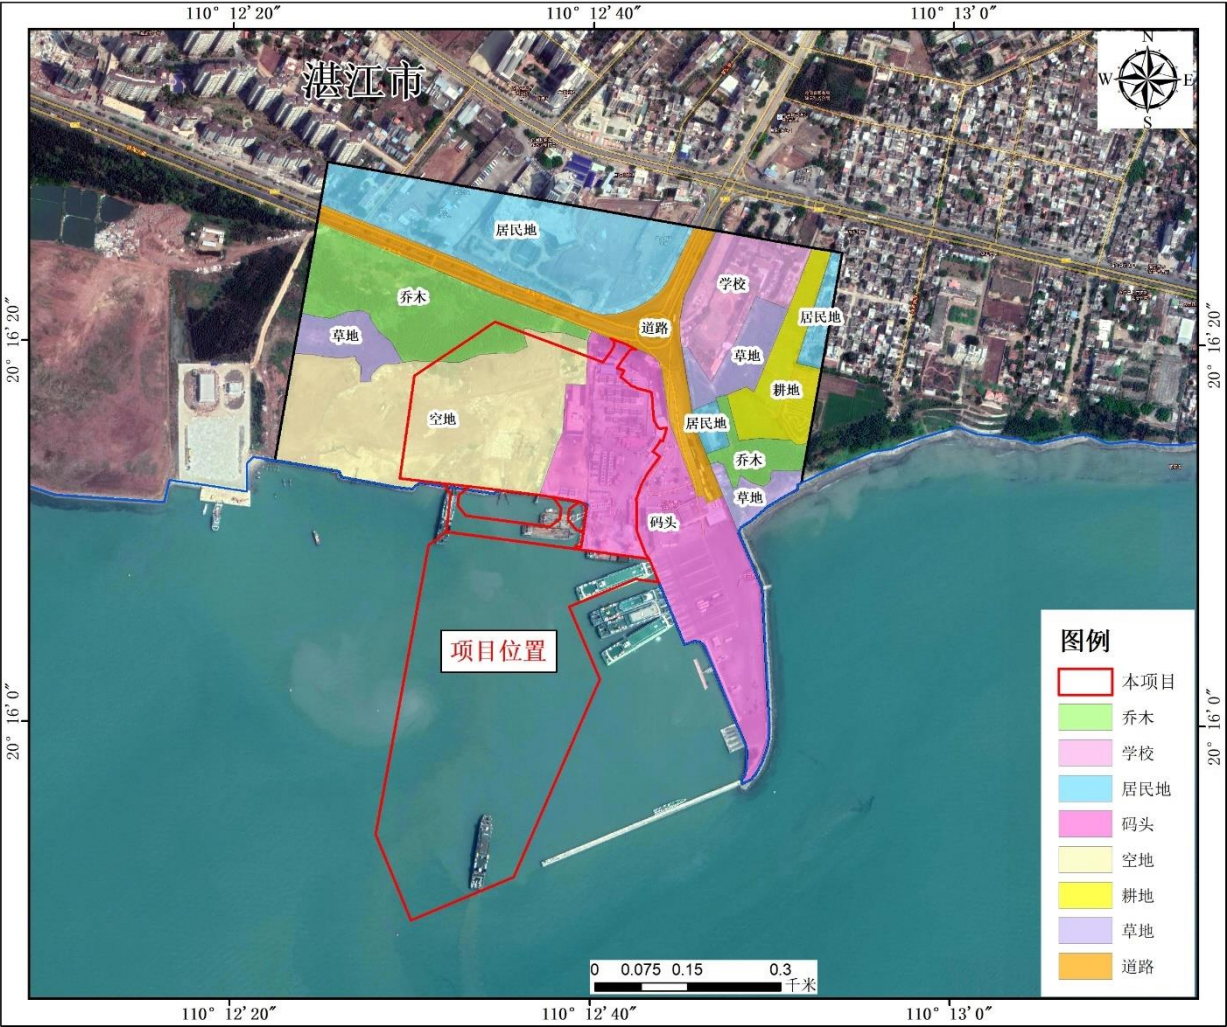 110° 12′20″
110° 12′40″
110° 13′0″
湛江市
N
W
E
S
居民地
学校
乔木
道路
居民地
草地
草地
20° 16′20″
20° 16′20″
耕地
空地
居民地
乔木
草地
码头
项目位置
图例
本项目
乔木
学校
居民地
码头
空地
耕地
草地
道路
20° 16′0″
20° 16′0″
0 0.075 0.15 0.3
千米
110° 12′20″
110° 12′40″
110° 13′0″